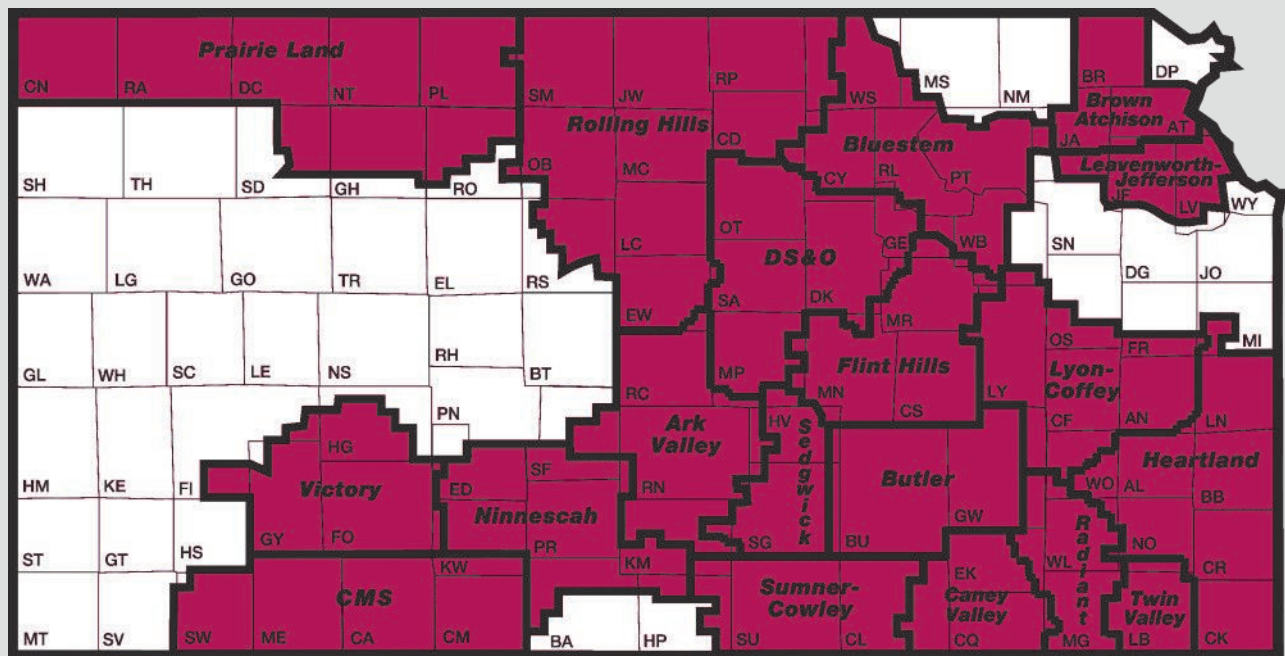 Prairie Land
CN
RA
DC
NT
PL
SM
JW
RP
WS
MS
NM
BR
DP
Rolling Hills
CD
Bluestem
JA
Brown
Atchison
AT
SH
TH
SD
GH
RO
OB
MC
CY
RL
PT
Leavenworth-
Jefferson
JF
LV
WY
WA
LG
GO
TR
EL
RS
LC
OT
DS&O
GE
WB
SN
DG
JO
EW
SA
DK
MR
GL
WH
SC
LE
NS
RH
BT
RC
MP
Flint Hills
MN
CS
LY
OS
Lyon-
Coffey
FR
MI
PN
Ark
Valley
HV
CF
AN
LN
HM
KE
FI
HG
Victory
ED
SF
Ninnescah
RN
Sedgwick
Butler
WO
AL
Heartland
BB
ST
GT
HS
GY
FO
PR
KM
SG
BU
GW
WL
Radiant
NO
CR
MT
SV
SW
ME
CMS
CA
KW
CM
BA
HP
SU
Sumner-
Cowley
CL
EK
Caney
Valley
CQ
MG
Twin
Valley
LB
CK